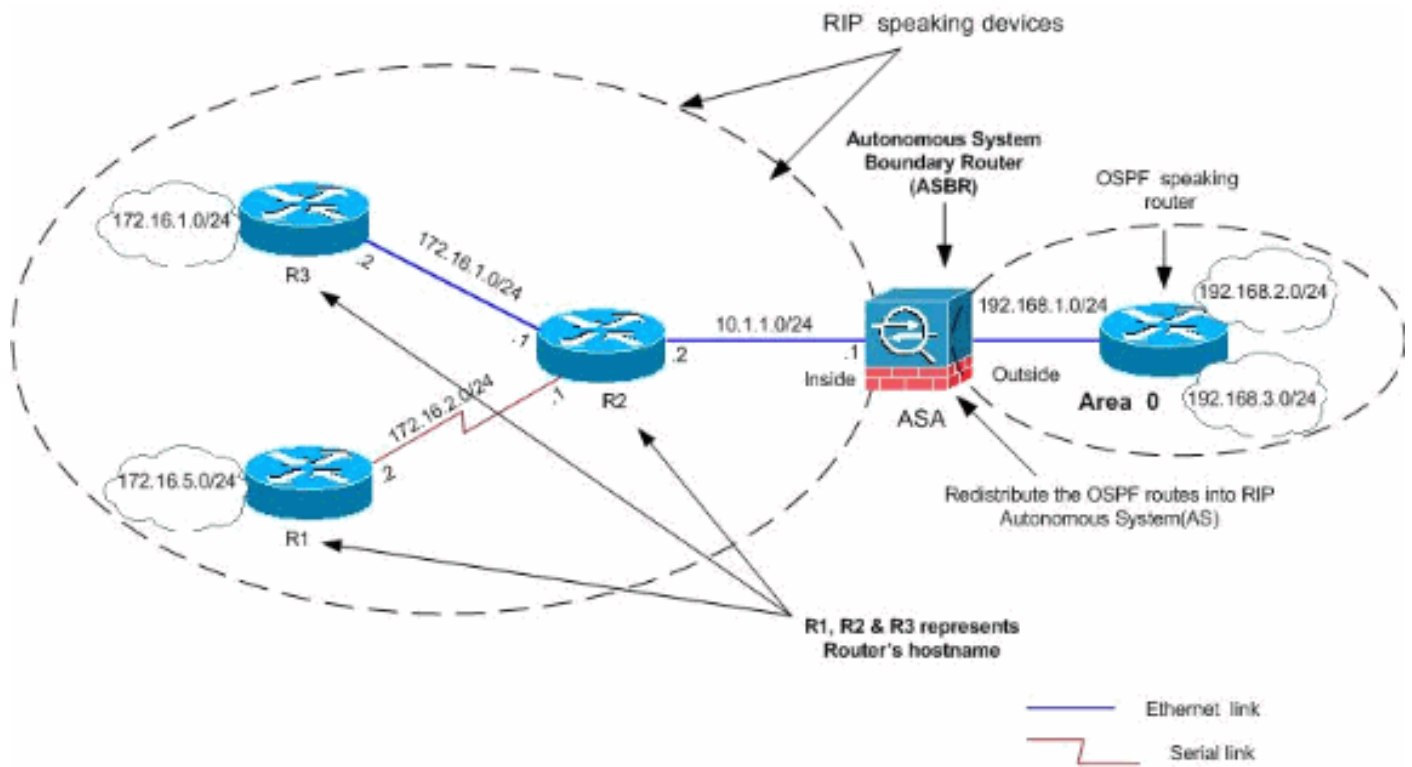 RIP speaking devices
Autonomous System
Boundary Router
(ASBR)
OSPF speaking
router
172.16.1.0/24
R3
.2
172.16.1.0/24
.1
R2
.2
10.1.1.0/24
.1
Inside
ASA
192.168.1.0/24
Outside
192.168.2.0/24
Area 0
192.168.3.0/24
172.16.2.0/24
.1
.2
172.16.5.0/24
R1
Redistribute the OSPF routes into RIP
Autonomous System(AS)
R1, R2 & R3 represents
Router's hostname
Ethernet link
Serial link